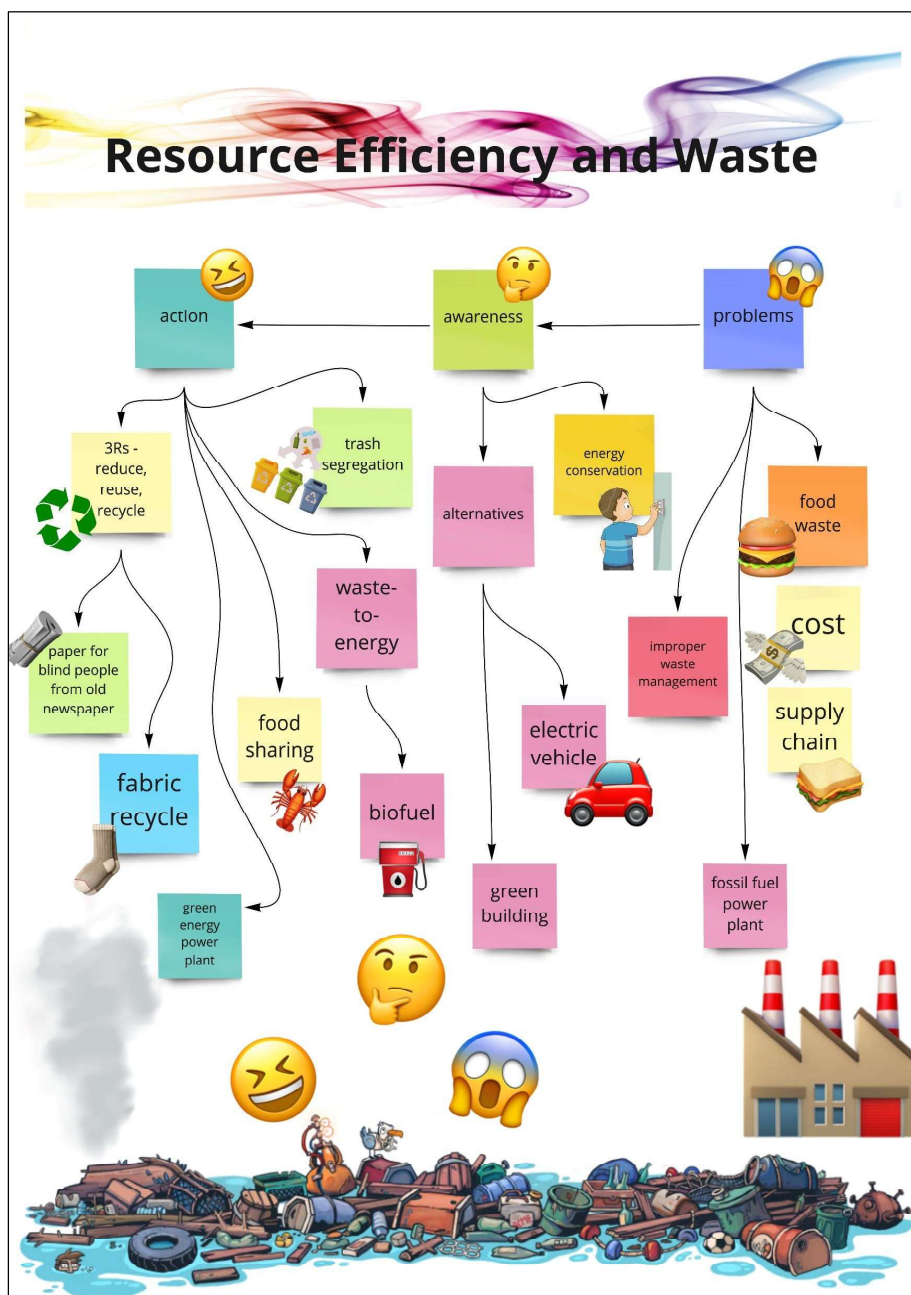 Resource Efficiency and Waste
action
awareness
problems
3Rs -
reduce,
reuse,
recycle
trash
segregation
alternatives
energy
conservation
food
waste
waste-
to-
energy
paper for
blind people
from old
newspaper
improper
waste
management
cost
food
sharing
electric
vehicle
supply
chain
fabric
recycle
biofuel
green
energy
power
plant
green
building
fossil fuel
power
plant